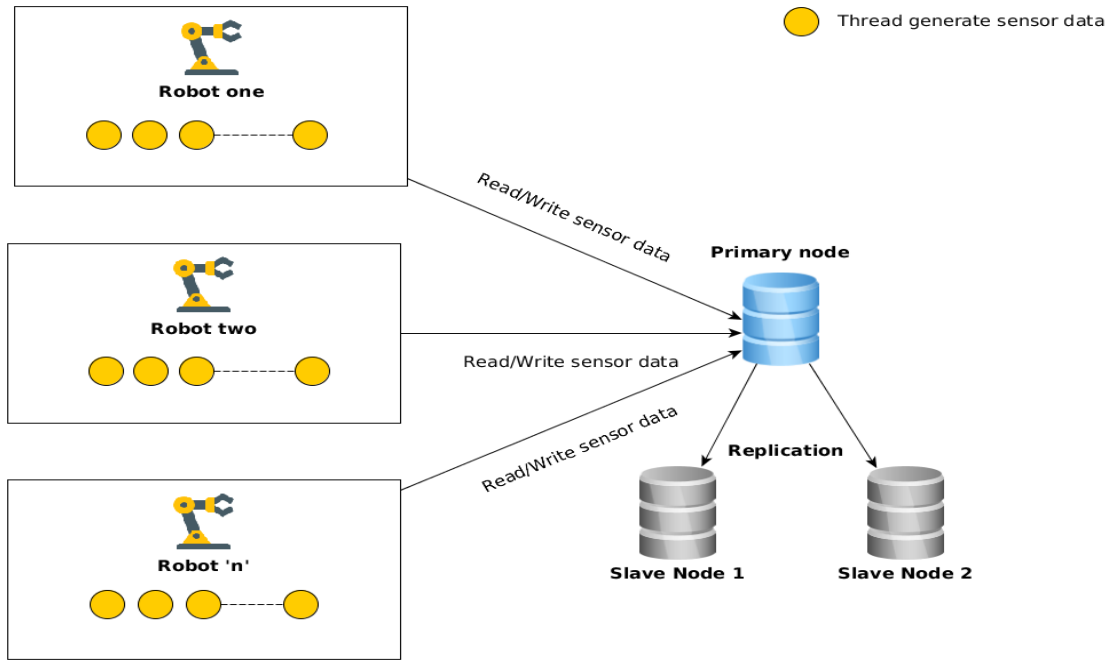 Thread generate sensor data
Robot one
Read/Write sensor data
Primary node
Robot two
Read/Write sensor data
Read/Write sensor data
Replication
Robot 'n'
Slave Node 1
Slave Node 2